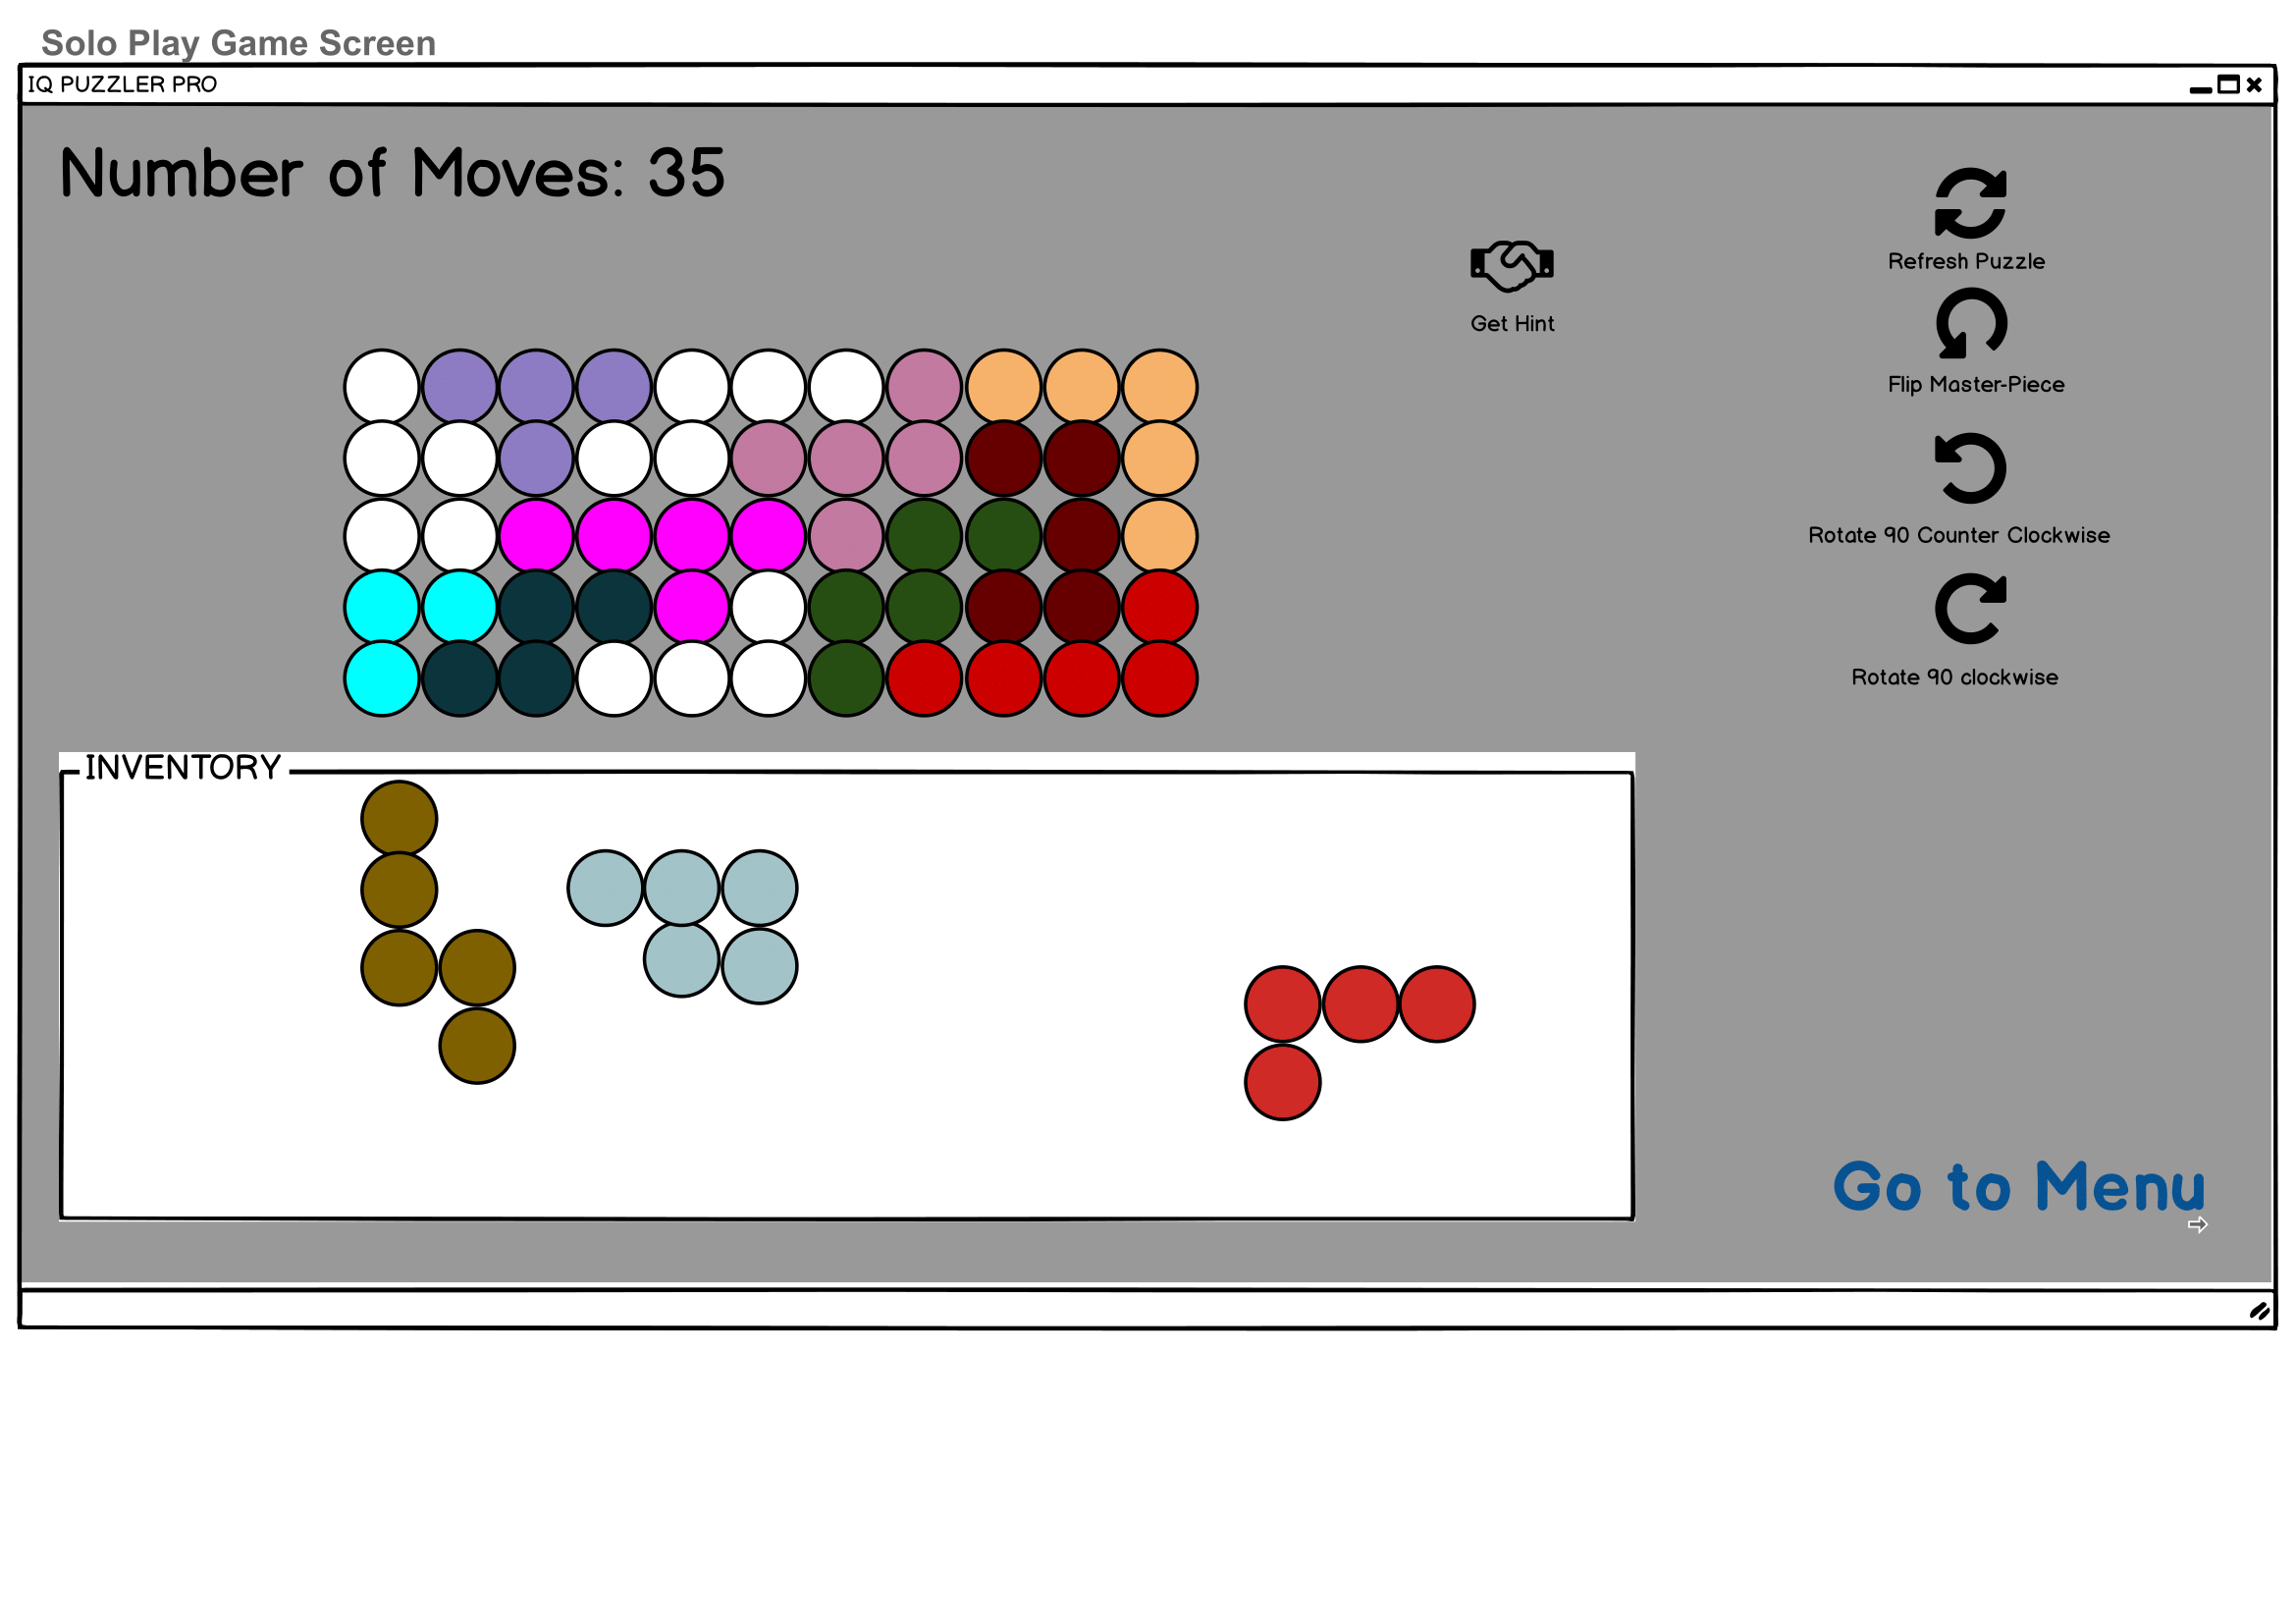 Solo Play Game Screen
IQ PUZZLER PRO
Number of Moves: 35
Refresh Puzzle
Get Hint
Flip Master-Piece
Rotate 90 Counter Clockwise
Rotate 90 clockwise
INVENTORY
Go to Menu